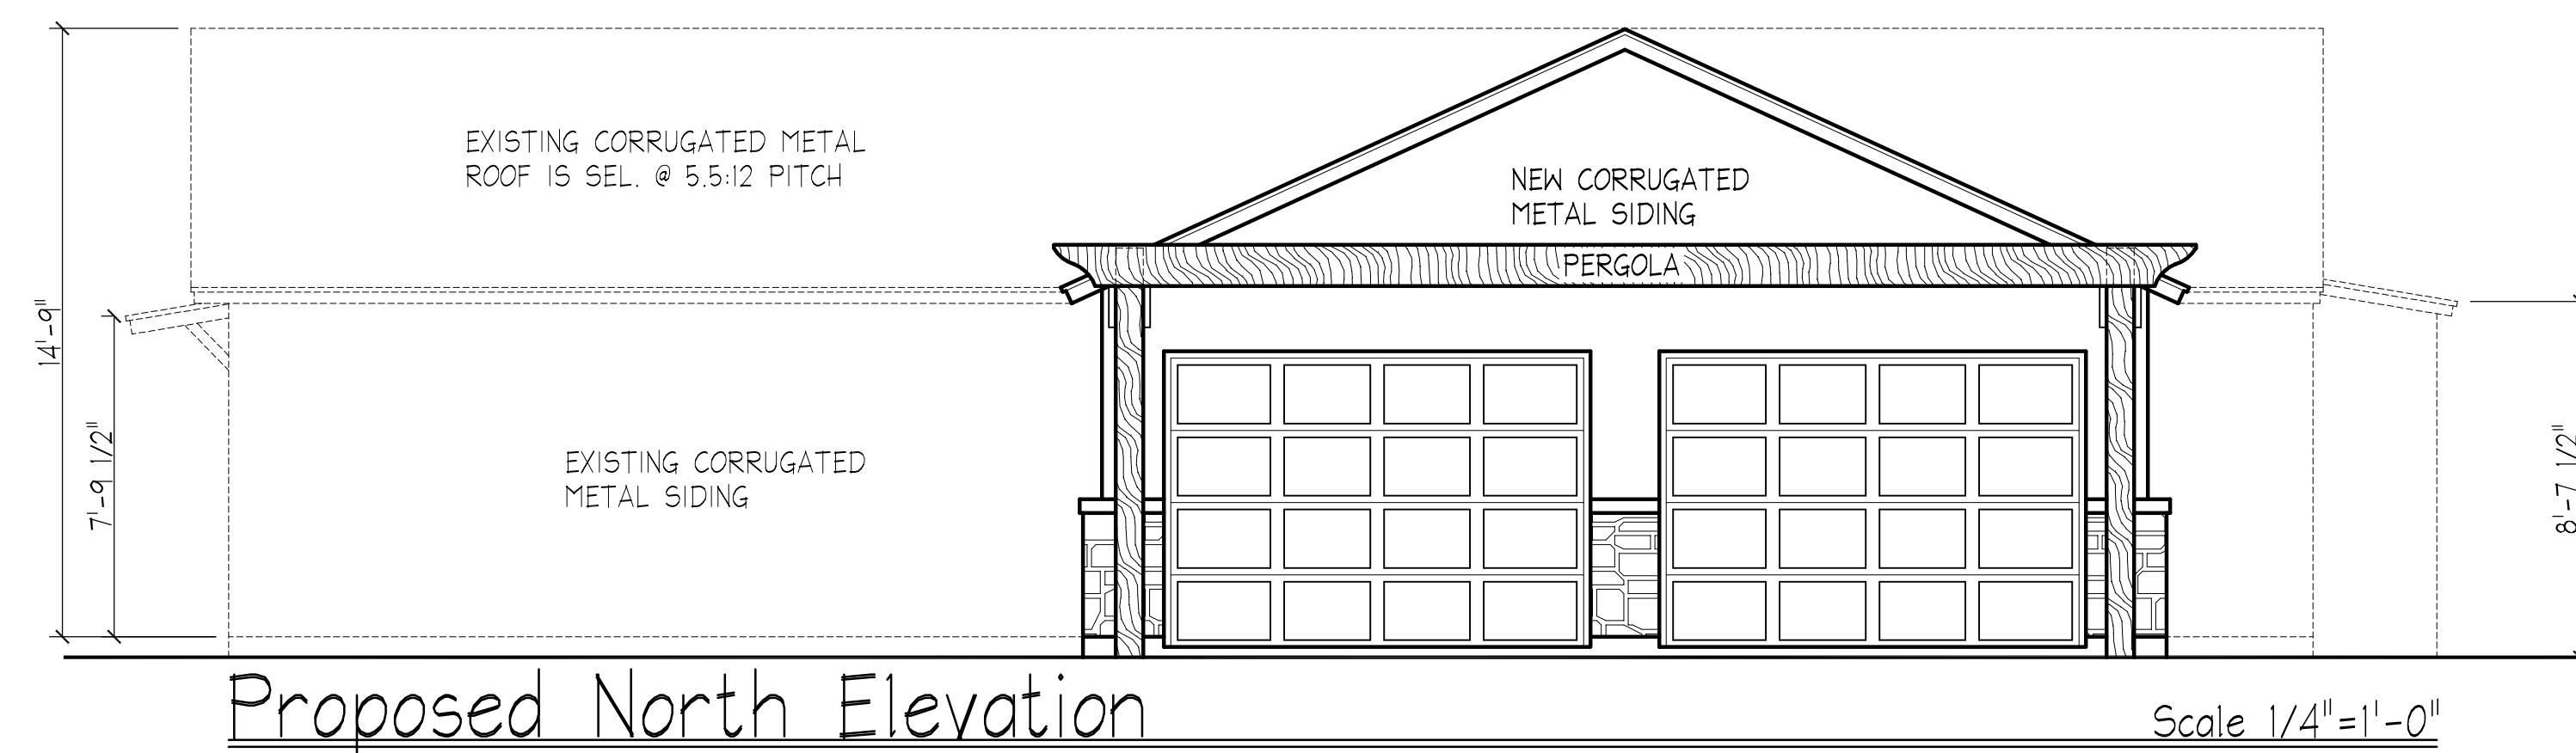 EXISTING CORRUGATED METAL
ROOF IS SEL. @ 5.5:12 PITCH
NEW CORRUGATED
METAL SIDING
PERGOLA
14'-9"
7'-9 1/2"
EXISTING CORRUGATED
METAL SIDING
8'-7 1/2"
Proposed North Elevation
Scale 1/4"=1'-0"